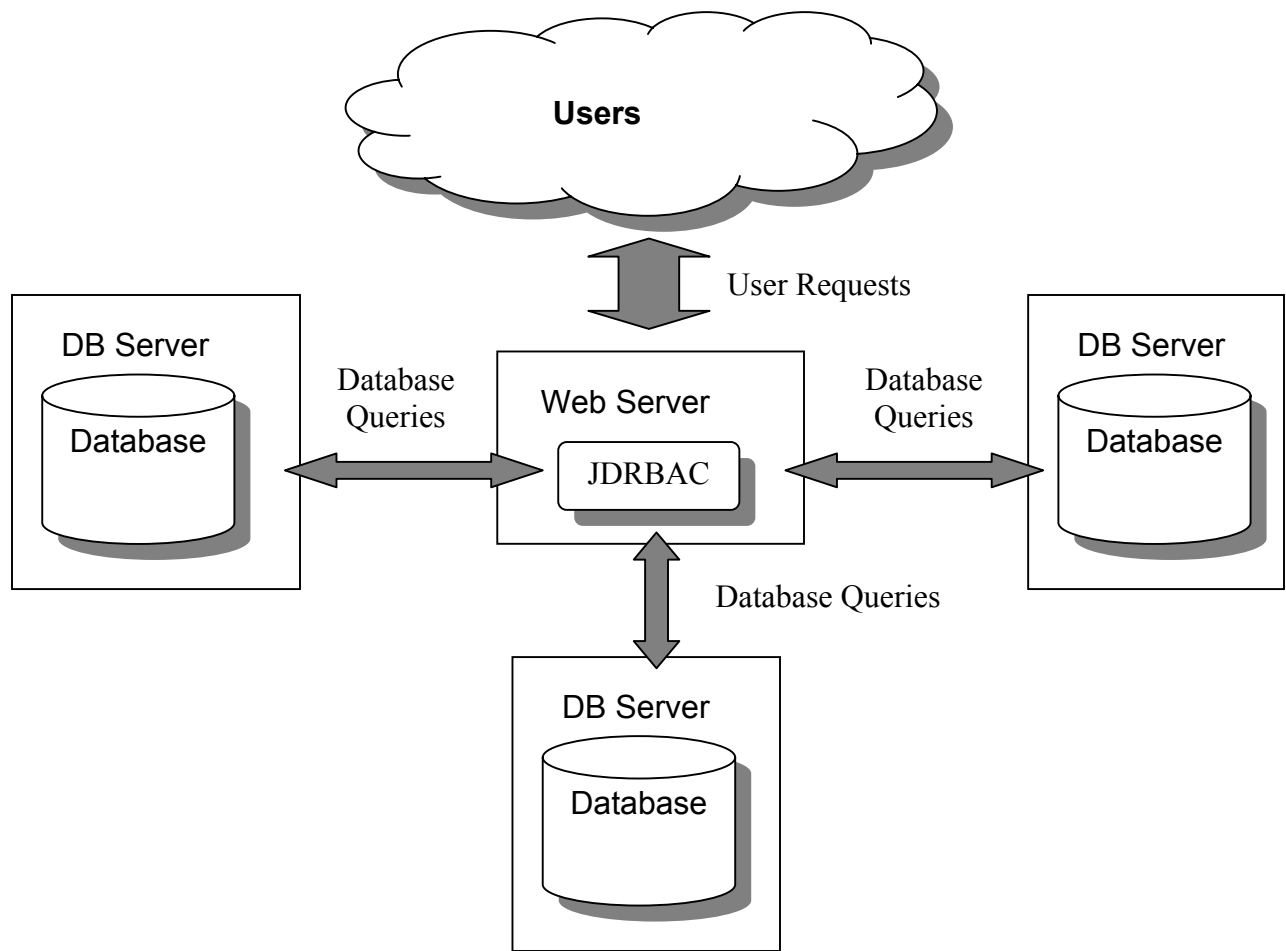 Users
User Requests
DB Server
Database
Database
Queries
Web Server
JDRBAC
Database
Queries
DB Server
Database
Database Queries
DB Server
Database